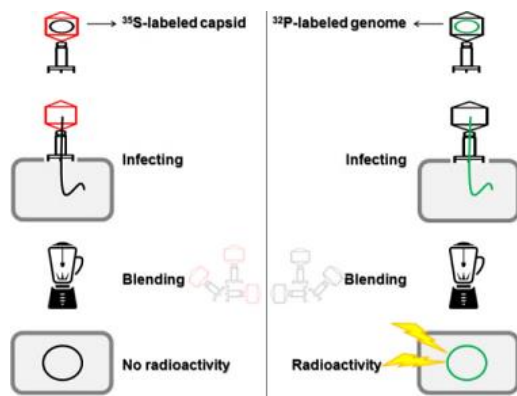 ³⁵S-labeled capsid
³²P-labeled genome
Infecting
Infecting
Blending
Blending
No radioactivity
Radioactivity